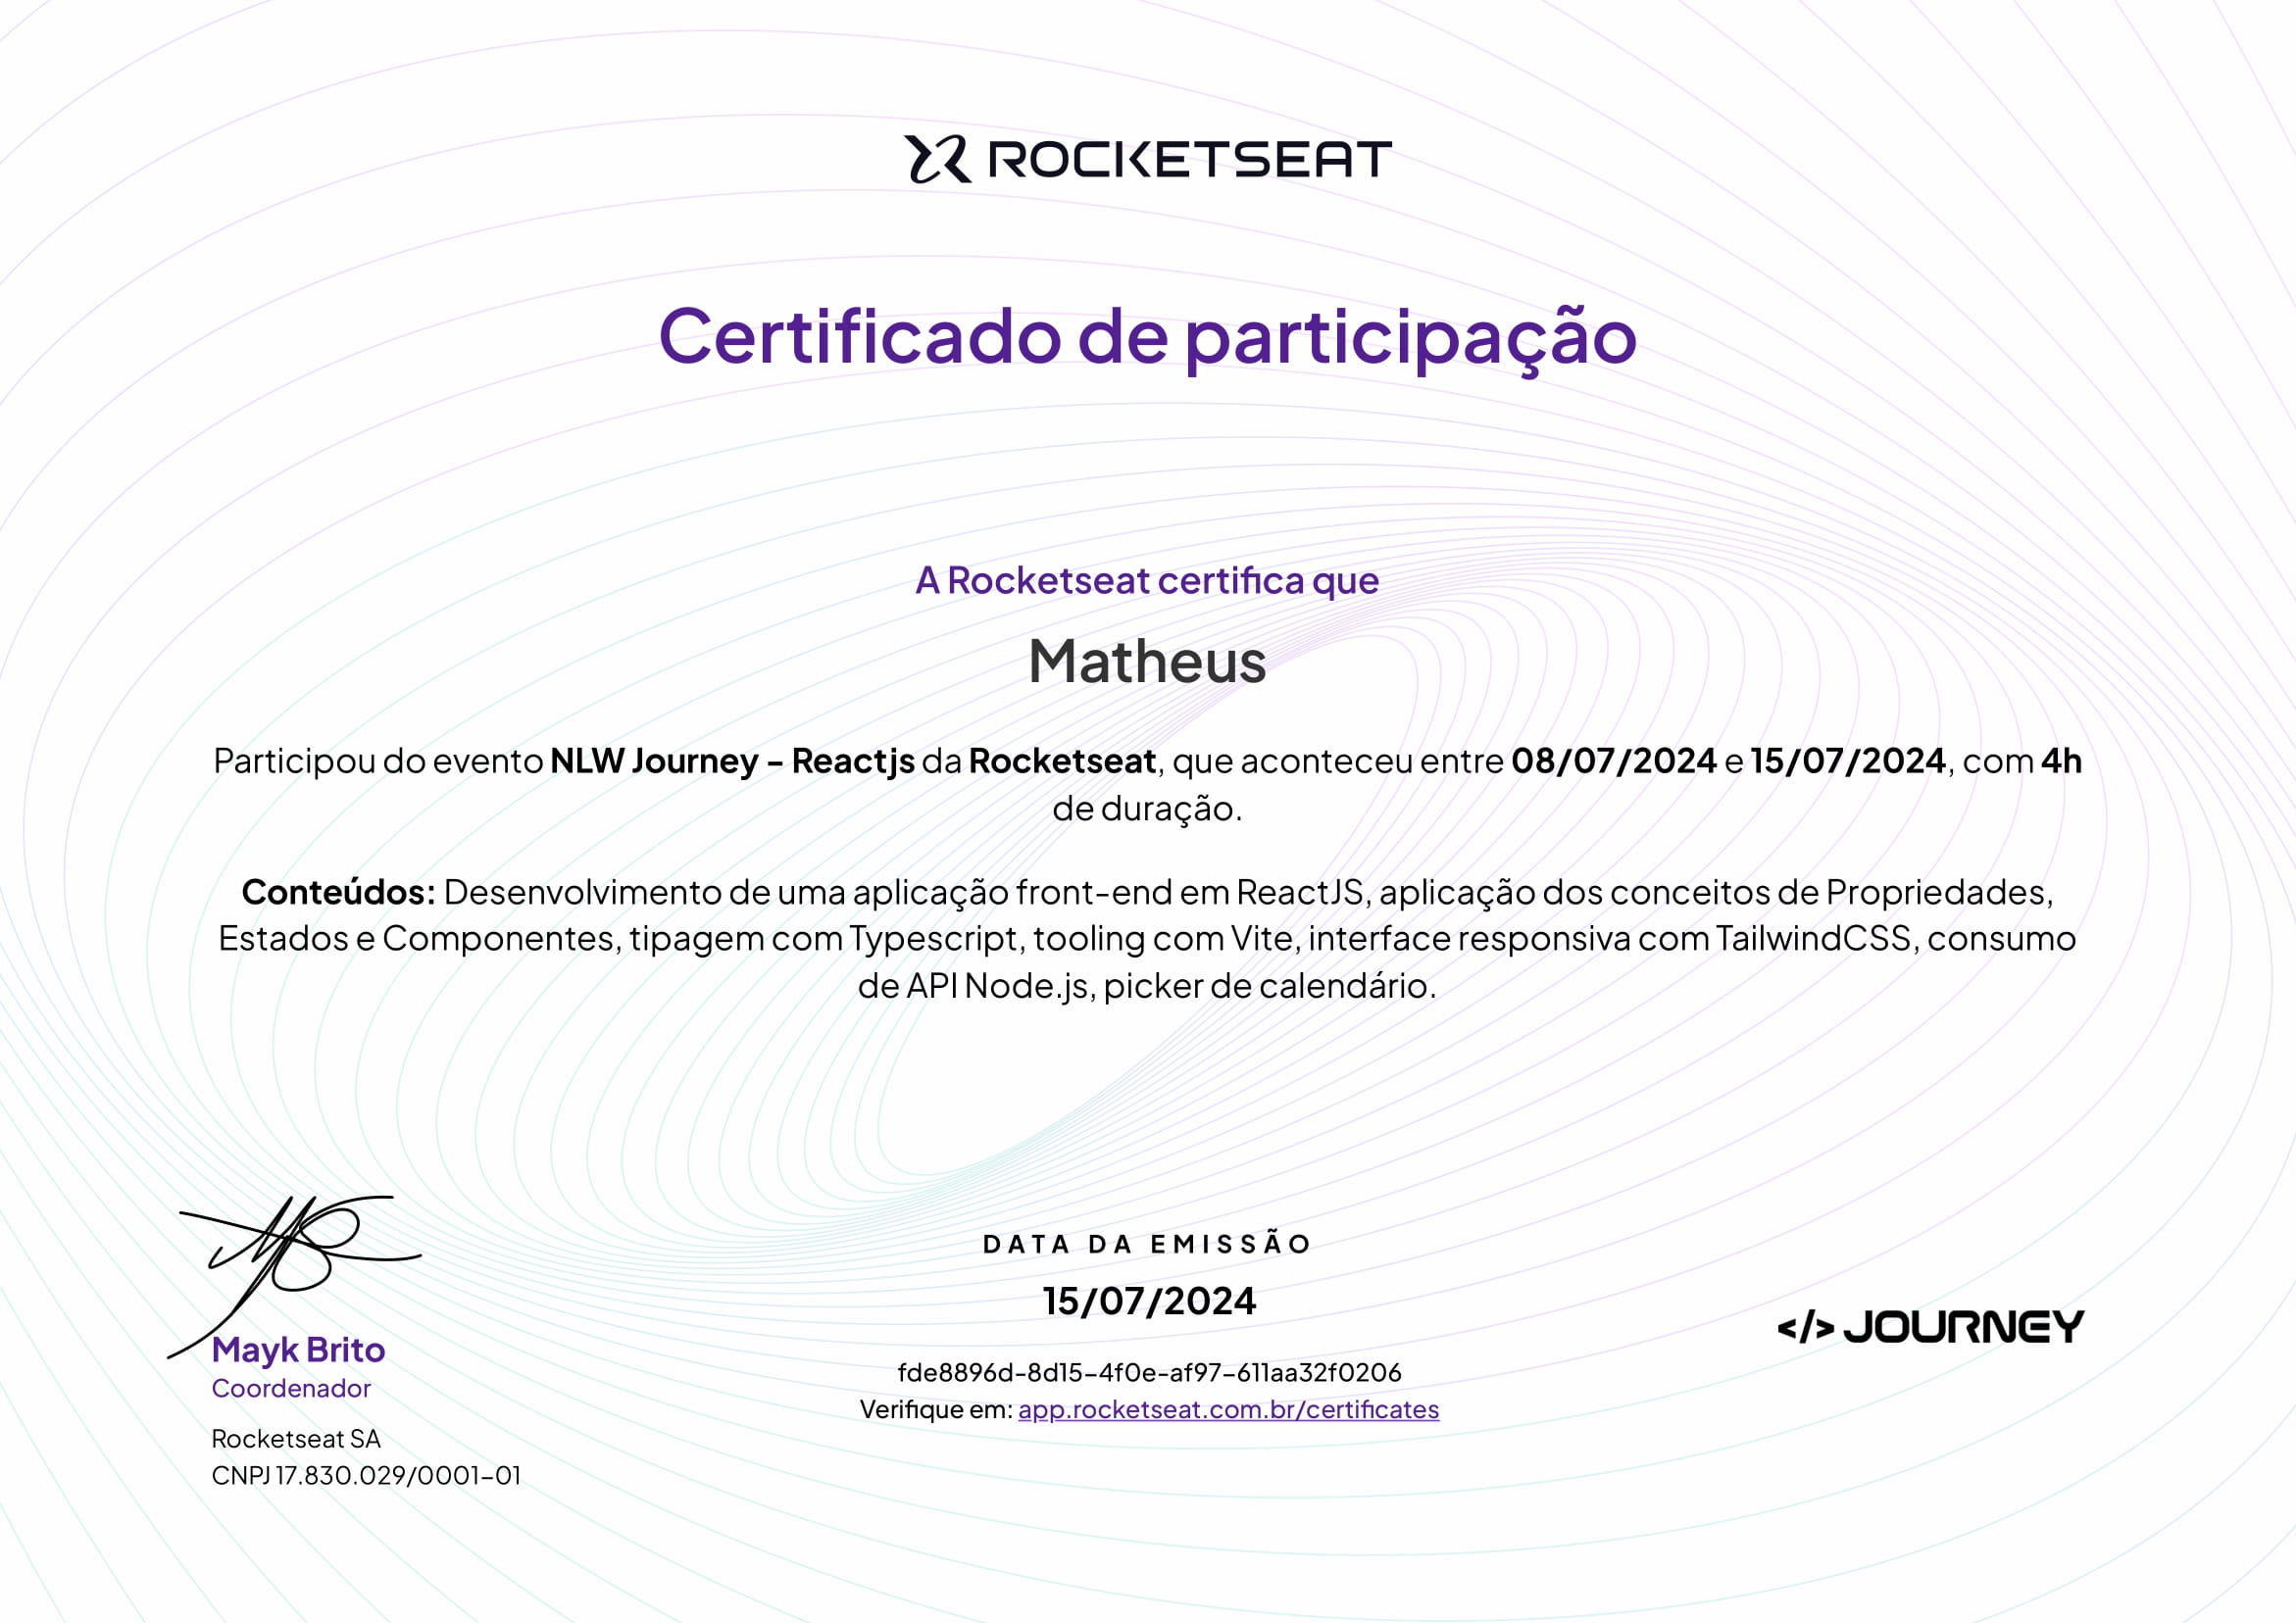 ROCKETSEAT
Certificado de participação
A Rocketseat certifica que
Matheus
Participou do evento NLW Journey - Reactjs da Rocketseat, que aconteceu entre 08/07/2024 e 15/07/2024, com 4h
de duração.
Conteúdos: Desenvolvimento de uma aplicação front-end em ReactJS, aplicação dos conceitos de Propriedades,
Estados e Componentes, tipagem com Typescript, tooling com Vite, interface responsiva com TailwindCSS, consumo
de API Node.js, picker de calendário.
Mayk Brito
Coordenador
Rocketseat SA
CNPJ 17.830.029/0001-01
DATA DA EMISSÃO
15/07/2024
fde8896d-8d15-4f0e-af97-611aa32f0206
Verifique em: app.rocketseat.com.br/certificates
</> JOURNEY